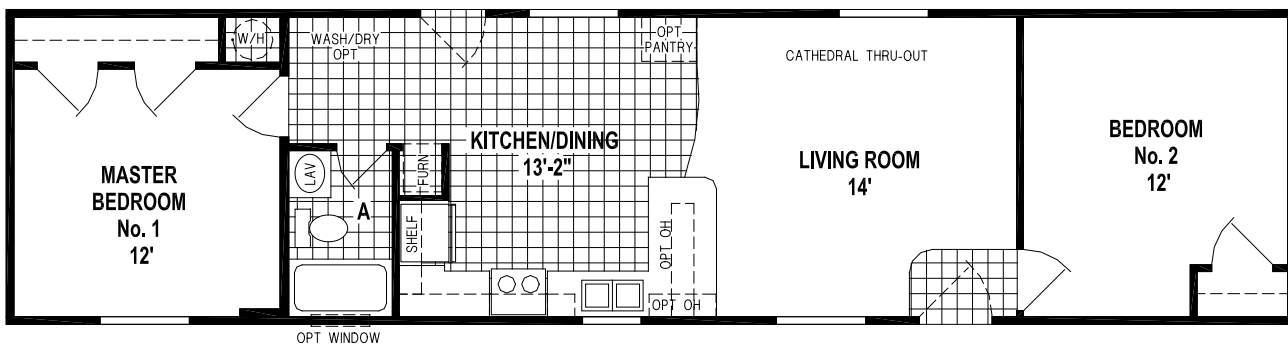 W/H
WASH/DRY
OPT
OPT
PANTRY
CATHEDRAL THRU-OUT
MASTER
BEDROOM
No. 1
12'
LAV
A
FURN
SHELF
KITCHEN/DINING
13'-2"
OPT OH
OPT OH
LIVING ROOM
14'
BEDROOM
No. 2
12'
OPT WINDOW